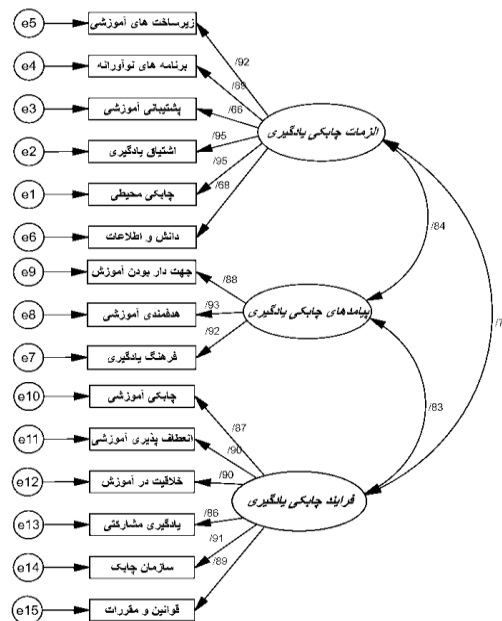 e5 زیرساخت های آموزشی
/92
e4 برنامه های نوآورانه
/89
e3 پشتیبانی آموزشی
/66
الزمات چابکی یادگیری
e2 اشتیاق یادگیری
/95
e1 چابکی محیطی
/95
e6 دانش و اطلاعات
/68
/84
e9 جهت دار بودن آموزش
/88
e8 هدفمندی آموزشی
/93
پیامدهای چابکی یادگیری
e7 فرهنگ یادگیری
/92
/7
/83
e10 چابکی آموزشی
/87
e11 انعطاف پذیری آموزشی
/90
e12 خلاقیت در آموزش
/90
فرایند چابکی یادگیری
e13 یادگیری مشارکتی
/86
e14 سازمان چابک
/91
e15 قوانین و مقررات
/89